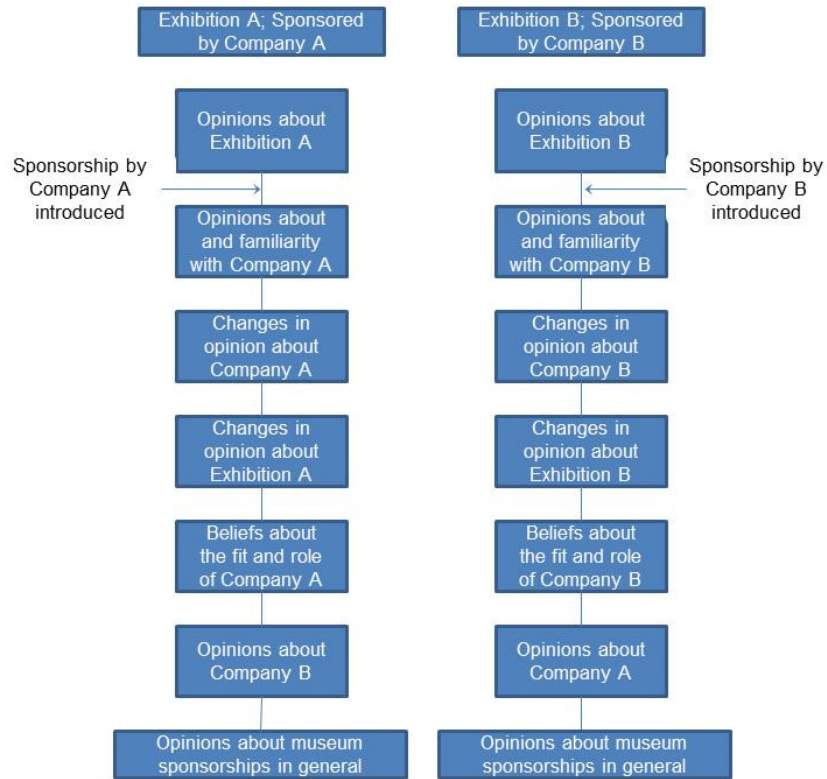 Exhibition A; Sponsored
by Company A
Opinions about
Exhibition A
Sponsorship by
Company A
introduced
Opinions about
and familiarity
with Company A
Changes in
opinion about
Company A
Changes in
opinion about
Exhibition A
Beliefs about
the fit and role
of Company A
Opinions about
Company B
Opinions about museum
sponsorships in general
Exhibition B; Sponsored
by Company B
Opinions about
Exhibition B
Sponsorship by
Company B
introduced
Opinions about
and familiarity
with Company B
Changes in
opinion about
Company B
Changes in
opinion about
Exhibition B
Beliefs about
the fit and role
of Company B
Opinions about
Company A
Opinions about museum
sponsorships in general